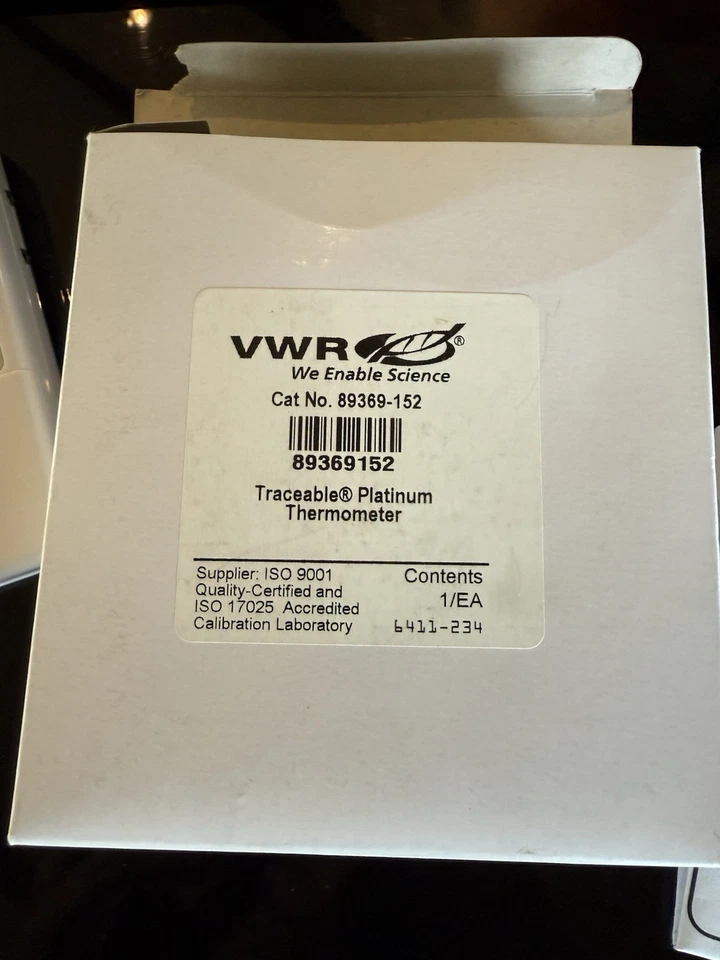 VWR®
We Enable Science
Cat No. 89369-152
89369152
Traceable® Platinum
Thermometer
Supplier: ISO 9001
Quality-Certified and
ISO 17025 Accredited
Calibration Laboratory
Contents
1/EA
6411-234